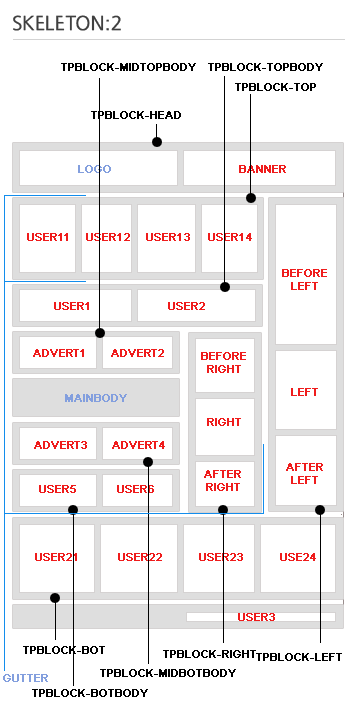 SKELETON:2
TPBLOCK-MIDTOPBODY
TPBLOCK-TOPBODY
TPBLOCK-TOP
TPBLOCK-HEAD
LOGO
BANNER
USER11
USER12
USER13
USER14
BEFORE
LEFT
USER1
USER2
ADVERT1
ADVERT2
BEFORE
RIGHT
MAINBODY
LEFT
RIGHT
ADVERT3
ADVERT4
AFTER
LEFT
AFTER
RIGHT
USER5
USER6
USER21
USER22
USER23
USE24
USER3
TPBLOCK-BOT
TPBLOCK-RIGHT
TPBLOCK-LEFT
TPBLOCK-MIDBOTBODY
GUTTER
TPBLOCK-BOTBODY